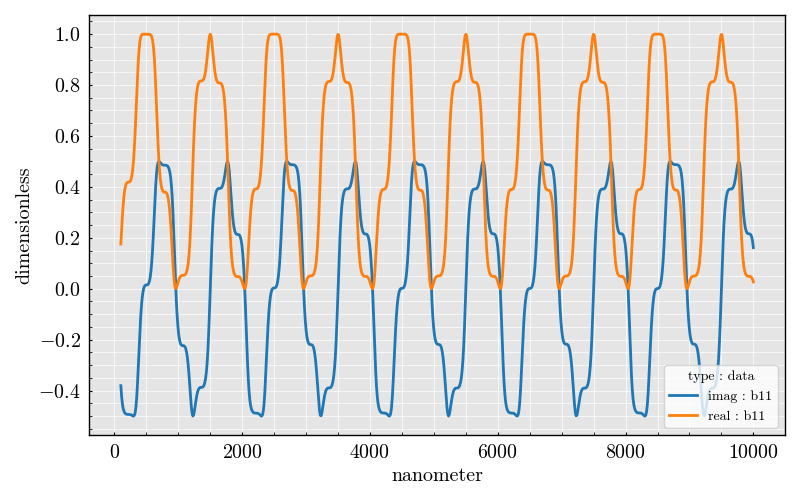 1.0
0.8
0.6
0.4
0.2
0.0
−0.2
−0.4
dimensionless
0
2000
4000
6000
8000
10000
nanometer
type : data
imag : b11
real : b11